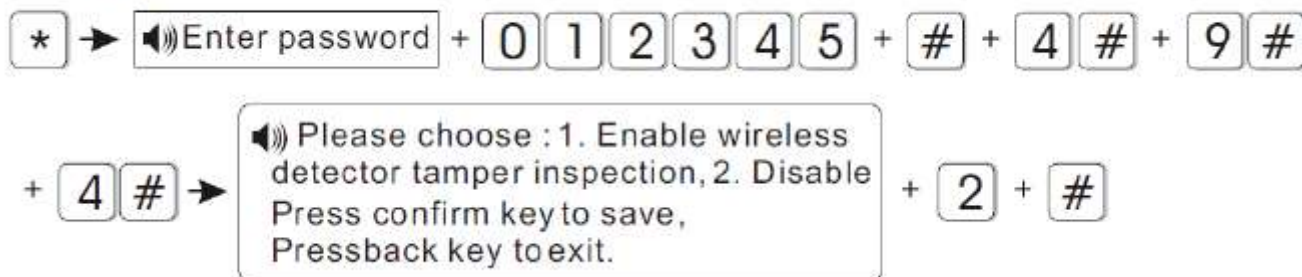 * → Enter password + 0 1 2 3 4 5 + # + 4 # + 9 #
+ 4 # → Please choose : 1. Enable wireless
detector tamper inspection, 2. Disable + 2 + #
Press confirm key to save,
Pressback key to exit.